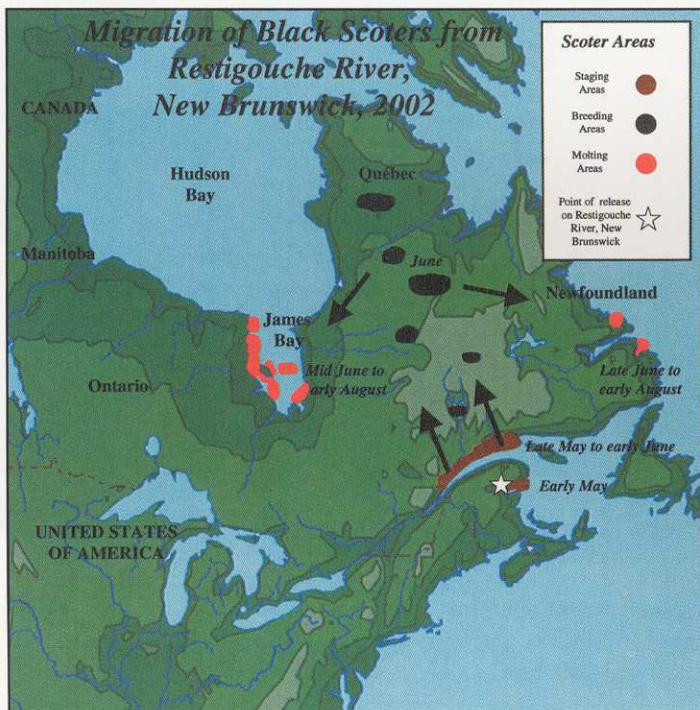 Migration of Black Scoters from
Restigouche River,
New Brunswick, 2002
Scoter Areas
Staging
Areas
Breeding
Areas
Molting
Areas
Point of release
on Restigouche
River, New
Brunswick
CANADA
Hudson
Bay
Québec
Manitoba
June
Newfoundland
James
Bay
Ontario
Mid June to
early August
Late June to
early August
Late May to early June
Early May
UNITED STATES
OF AMERICA